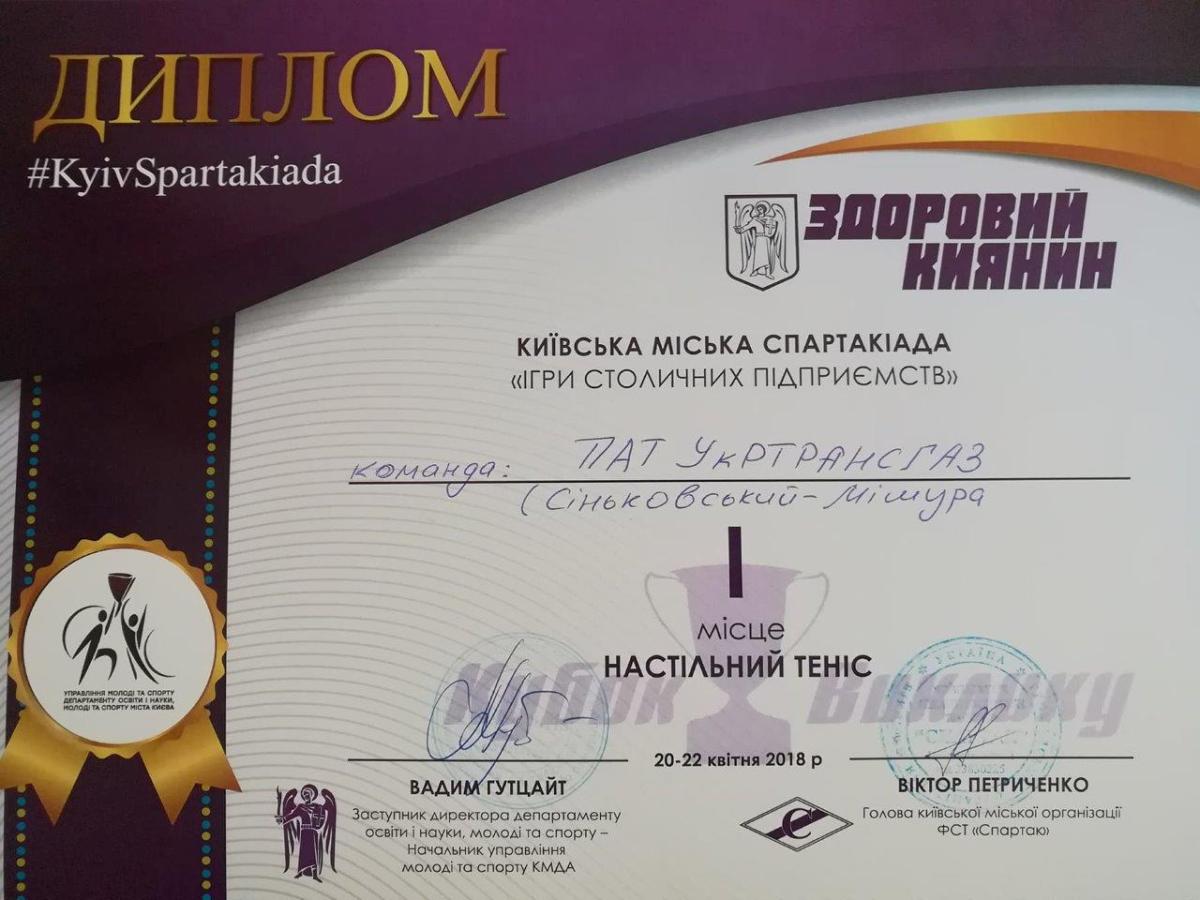 ДИПЛОМ
#KyivSpartakiada
ЗДОРОВИЙ
КИЯНИН
КИЇВСЬКА МІСЬКА СПАРТАКІАДА
«ІГРИ СТОЛИЧНИХ ПІДПРИЄМСТВ»
команда: ПАТ УКРТРАНСГАЗ
(Сіньковський-Мімура
I
місце
НАСТІЛЬНИЙ ТЕНІС
Кубок Виклику
УПРАВЛІННЯ МОЛОДІ ТА СПОРТУ
ДЕПАРТАМЕНТУ ОСВІТИ І НАУКИ,
МОЛОДІ ТА СПОРТУ МІСТА КИЄВА
20-22 квітня 2018 р
ВАДИМ ГУТЦАЙТ
Заступник директора департаменту
освіти і науки, молоді та спорту –
Начальник управління
молоді та спорту КМДА
УКРАЇНА
С
ВІКТОР ПЕТРИЧЕНКО
Голова київської міської організації
ФСТ «Спартак»